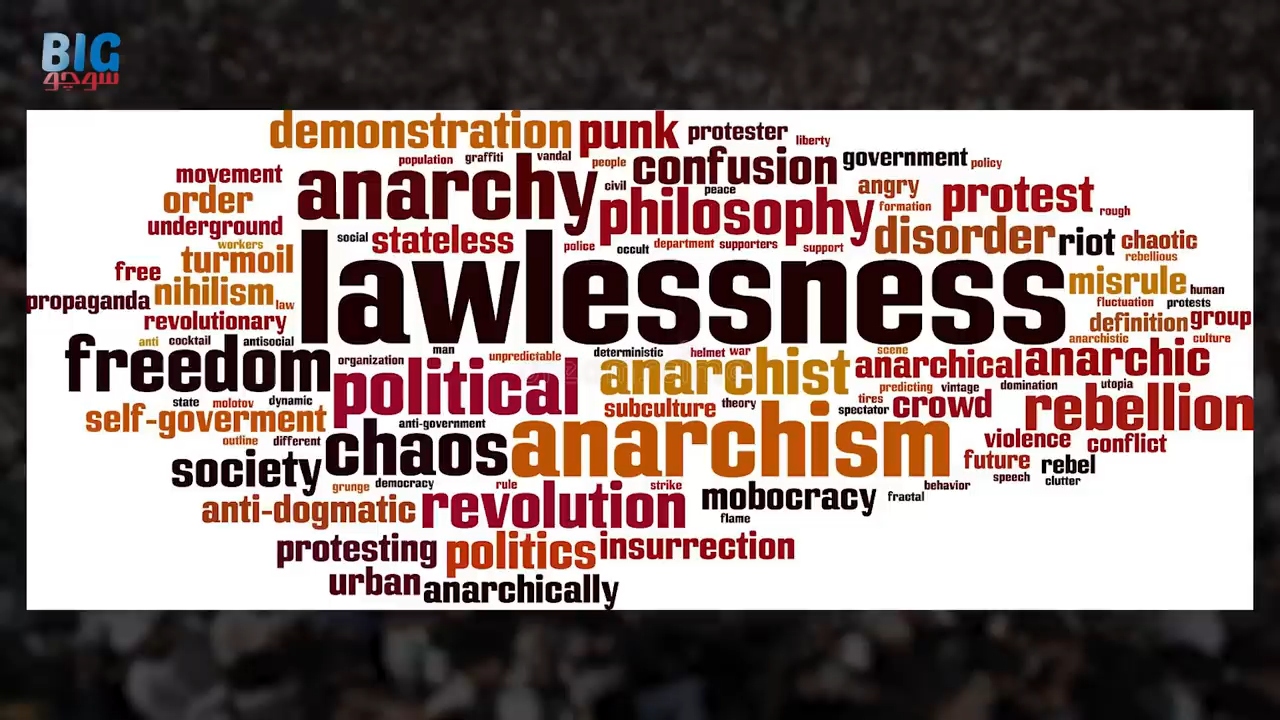 BIG
سوچو
demonstration punk protester liberty
population graffiti vandal people confusion government policy
movement anarchy civil peace angry protest
order philosophy formation rough
underground social stateless police occult department supporters support disorder riot chaotic
workers turmoil lawlessness rebellious
free nihilism law misrule human
propaganda fluctuation protests
revolutionary definition group
anti cocktail antisocial man unpredictable deterministic helmet war scene anarchistic culture
freedom organization political anarchist anarchical anarchic
state molotov dynamic subculture theory predicting vintage domination utopia
self-goverment anti-government tires spectator crowd rebellion
outline different chaos anarchism violence conflict
society future rebel
grunge democracy rule strike mobocracy behavior speech clutter
anti-dogmatic revolution flame fractal
protesting politics insurrection
urban anarchically